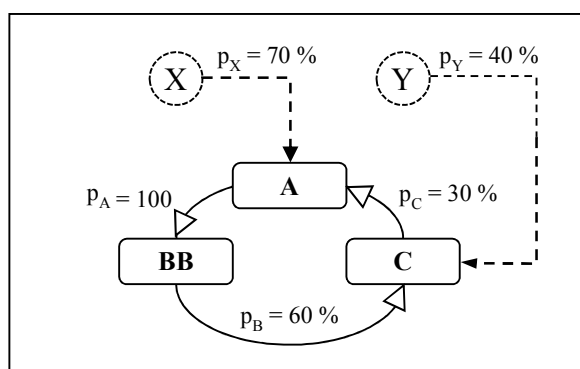 p_X = 70 %
p_Y = 40 %
X
Y
A
p_A = 100
p_C = 30 %
BB
C
p_B = 60 %